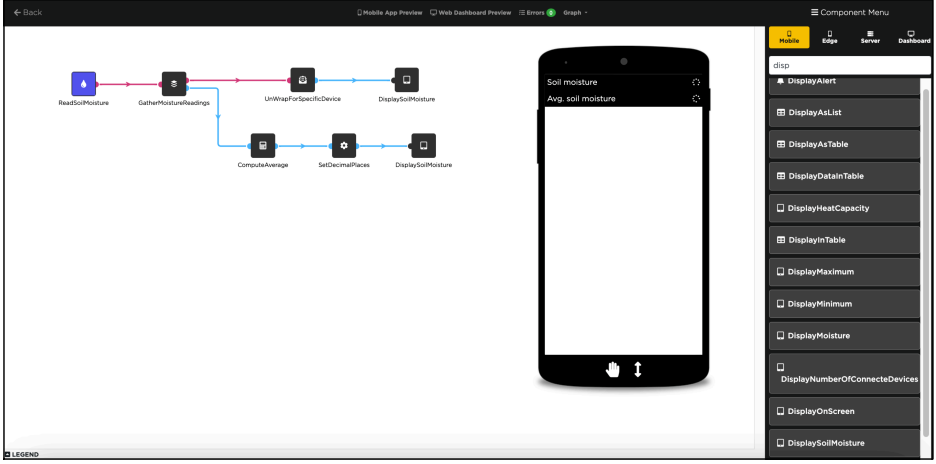 Back
Mobile App Preview Web Dashboard Preview Errors 0 Graph
Component Menu
Mobile Edge Server Dashboard
disp
DisplayAlert
DisplayAsList
DisplayAsTable
DisplayDataInTable
DisplayHeatCapacity
DisplayInTable
DisplayMaximum
DisplayMinimum
DisplayMoisture
DisplayNumberOfConnecteDevices
DisplayOnScreen
DisplaySoilMoisture
ReadSoilMoisture
GatherMoistureReadings
UnWrapForSpecificDevice
DisplaySoilMoisture
ComputeAverage
SetDecimalPlaces
DisplaySoilMoisture
Soil moisture
Avg. soil moisture
LEGEND